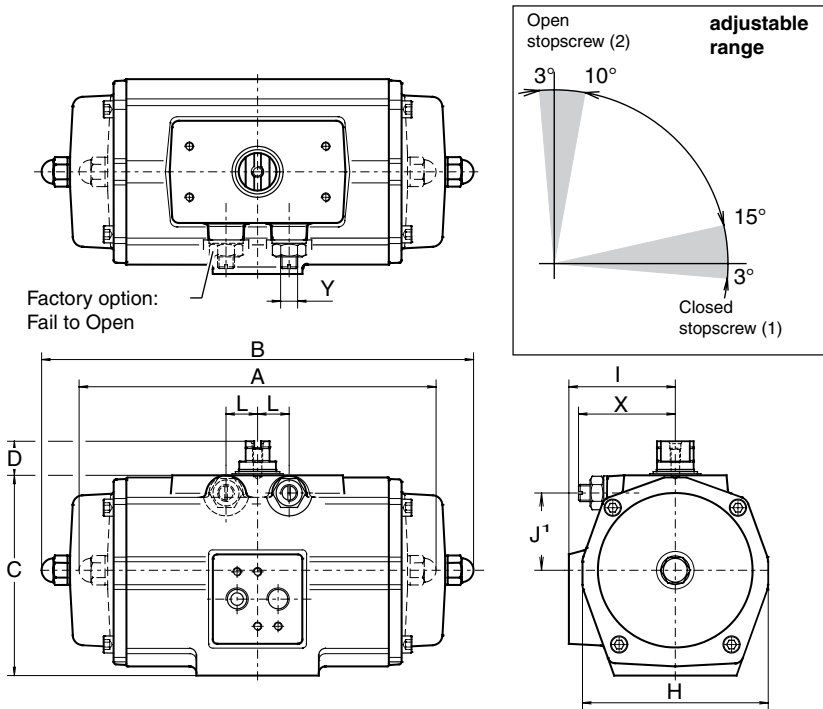 Open
stopscrew (2)
adjustable
range
3°
10°
15°
3°
Closed
stopscrew (1)
Factory option:
Fail to Open
Y
B
A
L
L
D
C
I
X
J¹
H